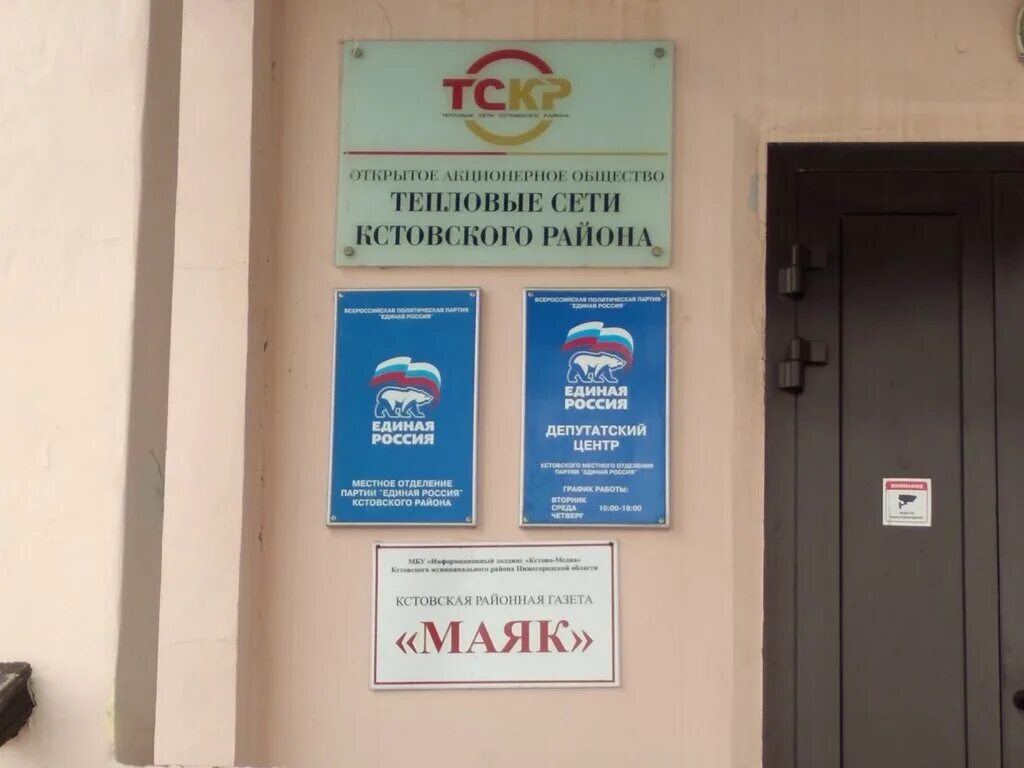 ТСКР
ТЕПЛОВЫЕ СЕТИ КСТОВСКОГО РАЙОНА
ОТКРЫТОЕ АКЦИОНЕРНОЕ ОБЩЕСТВО
ТЕПЛОВЫЕ СЕТИ
КСТОВСКОГО РАЙОНА
ВСЕРОССИЙСКАЯ ПОЛИТИЧЕСКАЯ ПАРТИЯ
"ЕДИНАЯ РОССИЯ"
ЕДИНАЯ
РОССИЯ
МЕСТНОЕ ОТДЕЛЕНИЕ
ПАРТИИ "ЕДИНАЯ РОССИЯ"
КСТОВСКОГО РАЙОНА
ВСЕРОССИЙСКАЯ ПОЛИТИЧЕСКАЯ ПАРТИЯ
"ЕДИНАЯ РОССИЯ"
ЕДИНАЯ
РОССИЯ
ДЕПУТАТСКИЙ
ЦЕНТР
КСТОВСКОГО МЕСТНОГО ОТДЕЛЕНИЯ
ПАРТИИ "ЕДИНАЯ РОССИЯ"
ГРАФИК РАБОТЫ:
ВТОРНИК
СРЕДА 10:00-18:00
ЧЕТВЕРГ
МБУ «Информационный холдинг «Кстово-Медиа»
Кстовского муниципального района Нижегородской области
КСТОВСКАЯ РАЙОННАЯ ГАЗЕТА
«МАЯК»
ВНИМАНИЕ